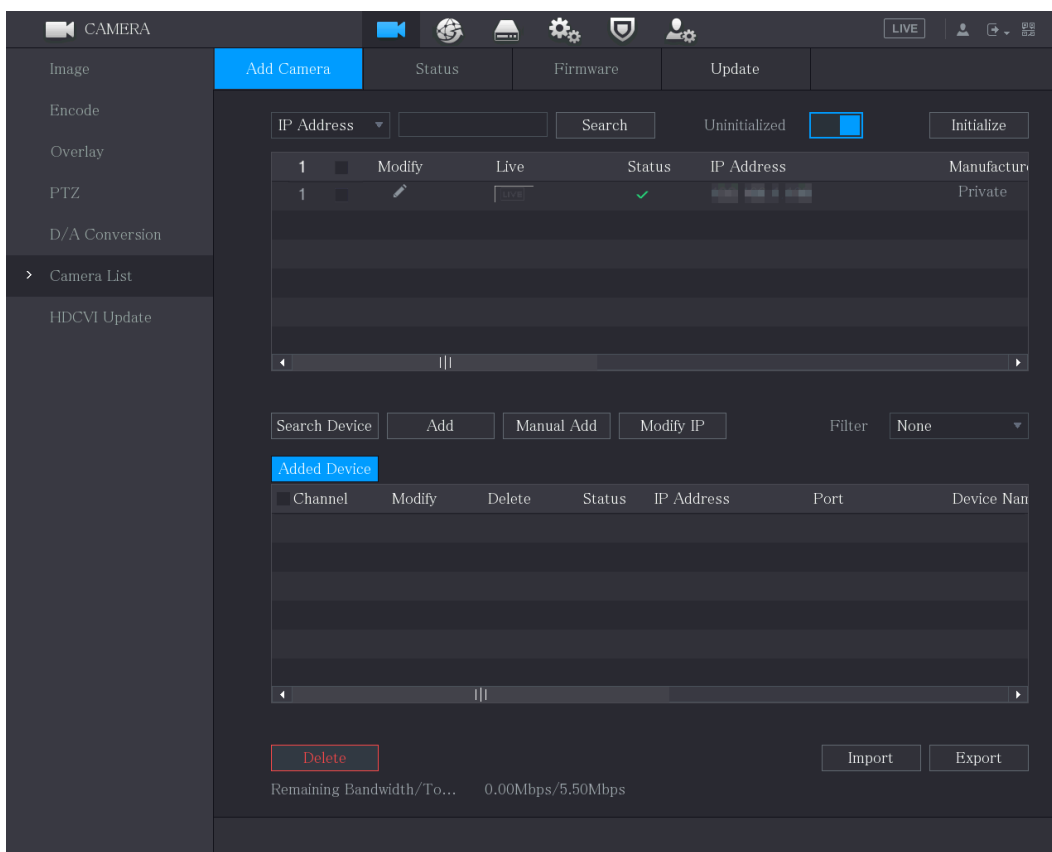 CAMERA LIVE
Image Add Camera Status Firmware Update
Encode
IP Address Search Uninitialized Initialize
Overlay
1 Modify Live Status IP Address Manufactur
PTZ 1 LIVE Private
D/A Conversion
Camera List
HDCVI Update
Search Device Add Manual Add Modify IP Filter None
Added Device
Channel Modify Delete Status IP Address Port Device Nam
Delete Import Export
Remaining Bandwidth/To... 0.00Mbps/5.50Mbps